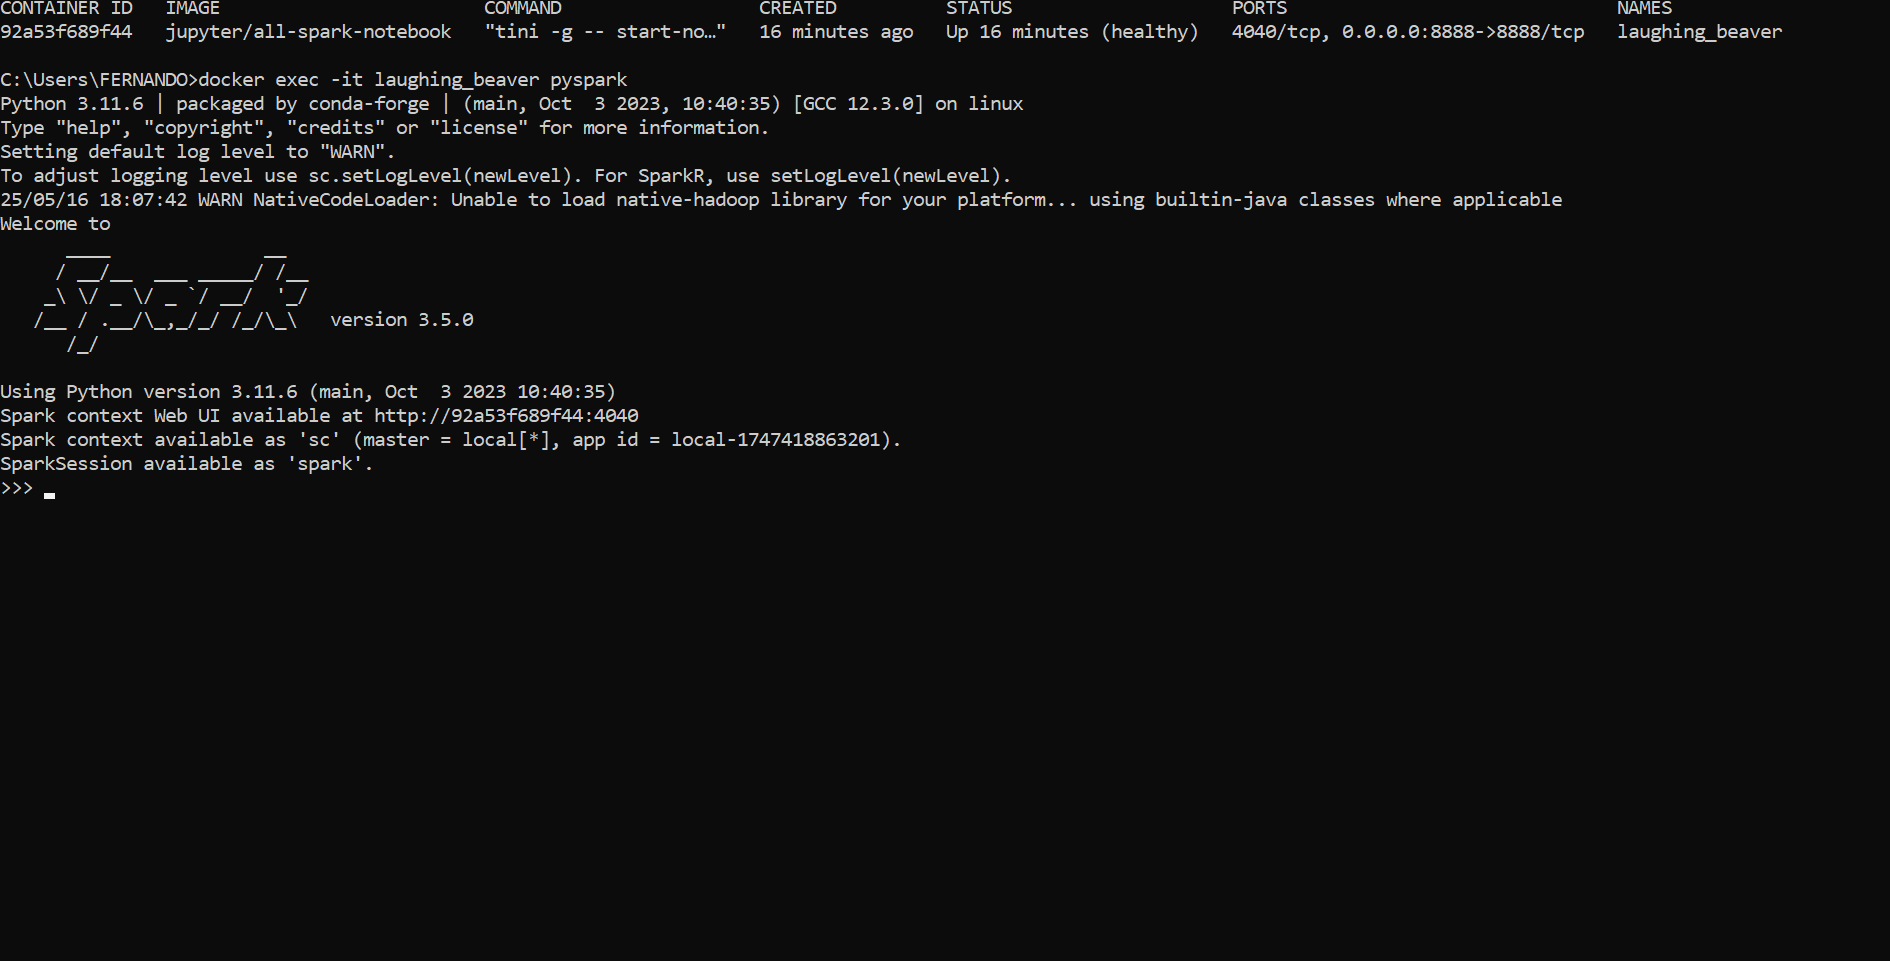 CONTAINER ID   IMAGE                        COMMAND                  CREATED          STATUS                    PORTS                            NAMES
92a53f689f44   jupyter/all-spark-notebook   "tini -g -- start-no…"   16 minutes ago   Up 16 minutes (healthy)   4040/tcp, 0.0.0.0:8888->8888/tcp   laughing_beaver

C:\Users\FERNANDO>docker exec -it laughing_beaver pyspark
Python 3.11.6 | packaged by conda-forge | (main, Oct  3 2023, 10:40:35) [GCC 12.3.0] on linux
Type "help", "copyright", "credits" or "license" for more information.
Setting default log level to "WARN".
To adjust logging level use sc.setLogLevel(newLevel). For SparkR, use setLogLevel(newLevel).
25/05/16 18:07:42 WARN NativeCodeLoader: Unable to load native-hadoop library for your platform... using builtin-java classes where applicable
Welcome to
      ____              __
     / __/__  ___ _____/ /__
    _\ \/ _ \/ _ `/ __/  '_/
   /__ / .__/\_,_/_/ /_/\_\   version 3.5.0
      /_/

Using Python version 3.11.6 (main, Oct  3 2023 10:40:35)
Spark context Web UI available at http://92a53f689f44:4040
Spark context available as 'sc' (master = local[*], app id = local-1747418863201).
SparkSession available as 'spark'.
>>>